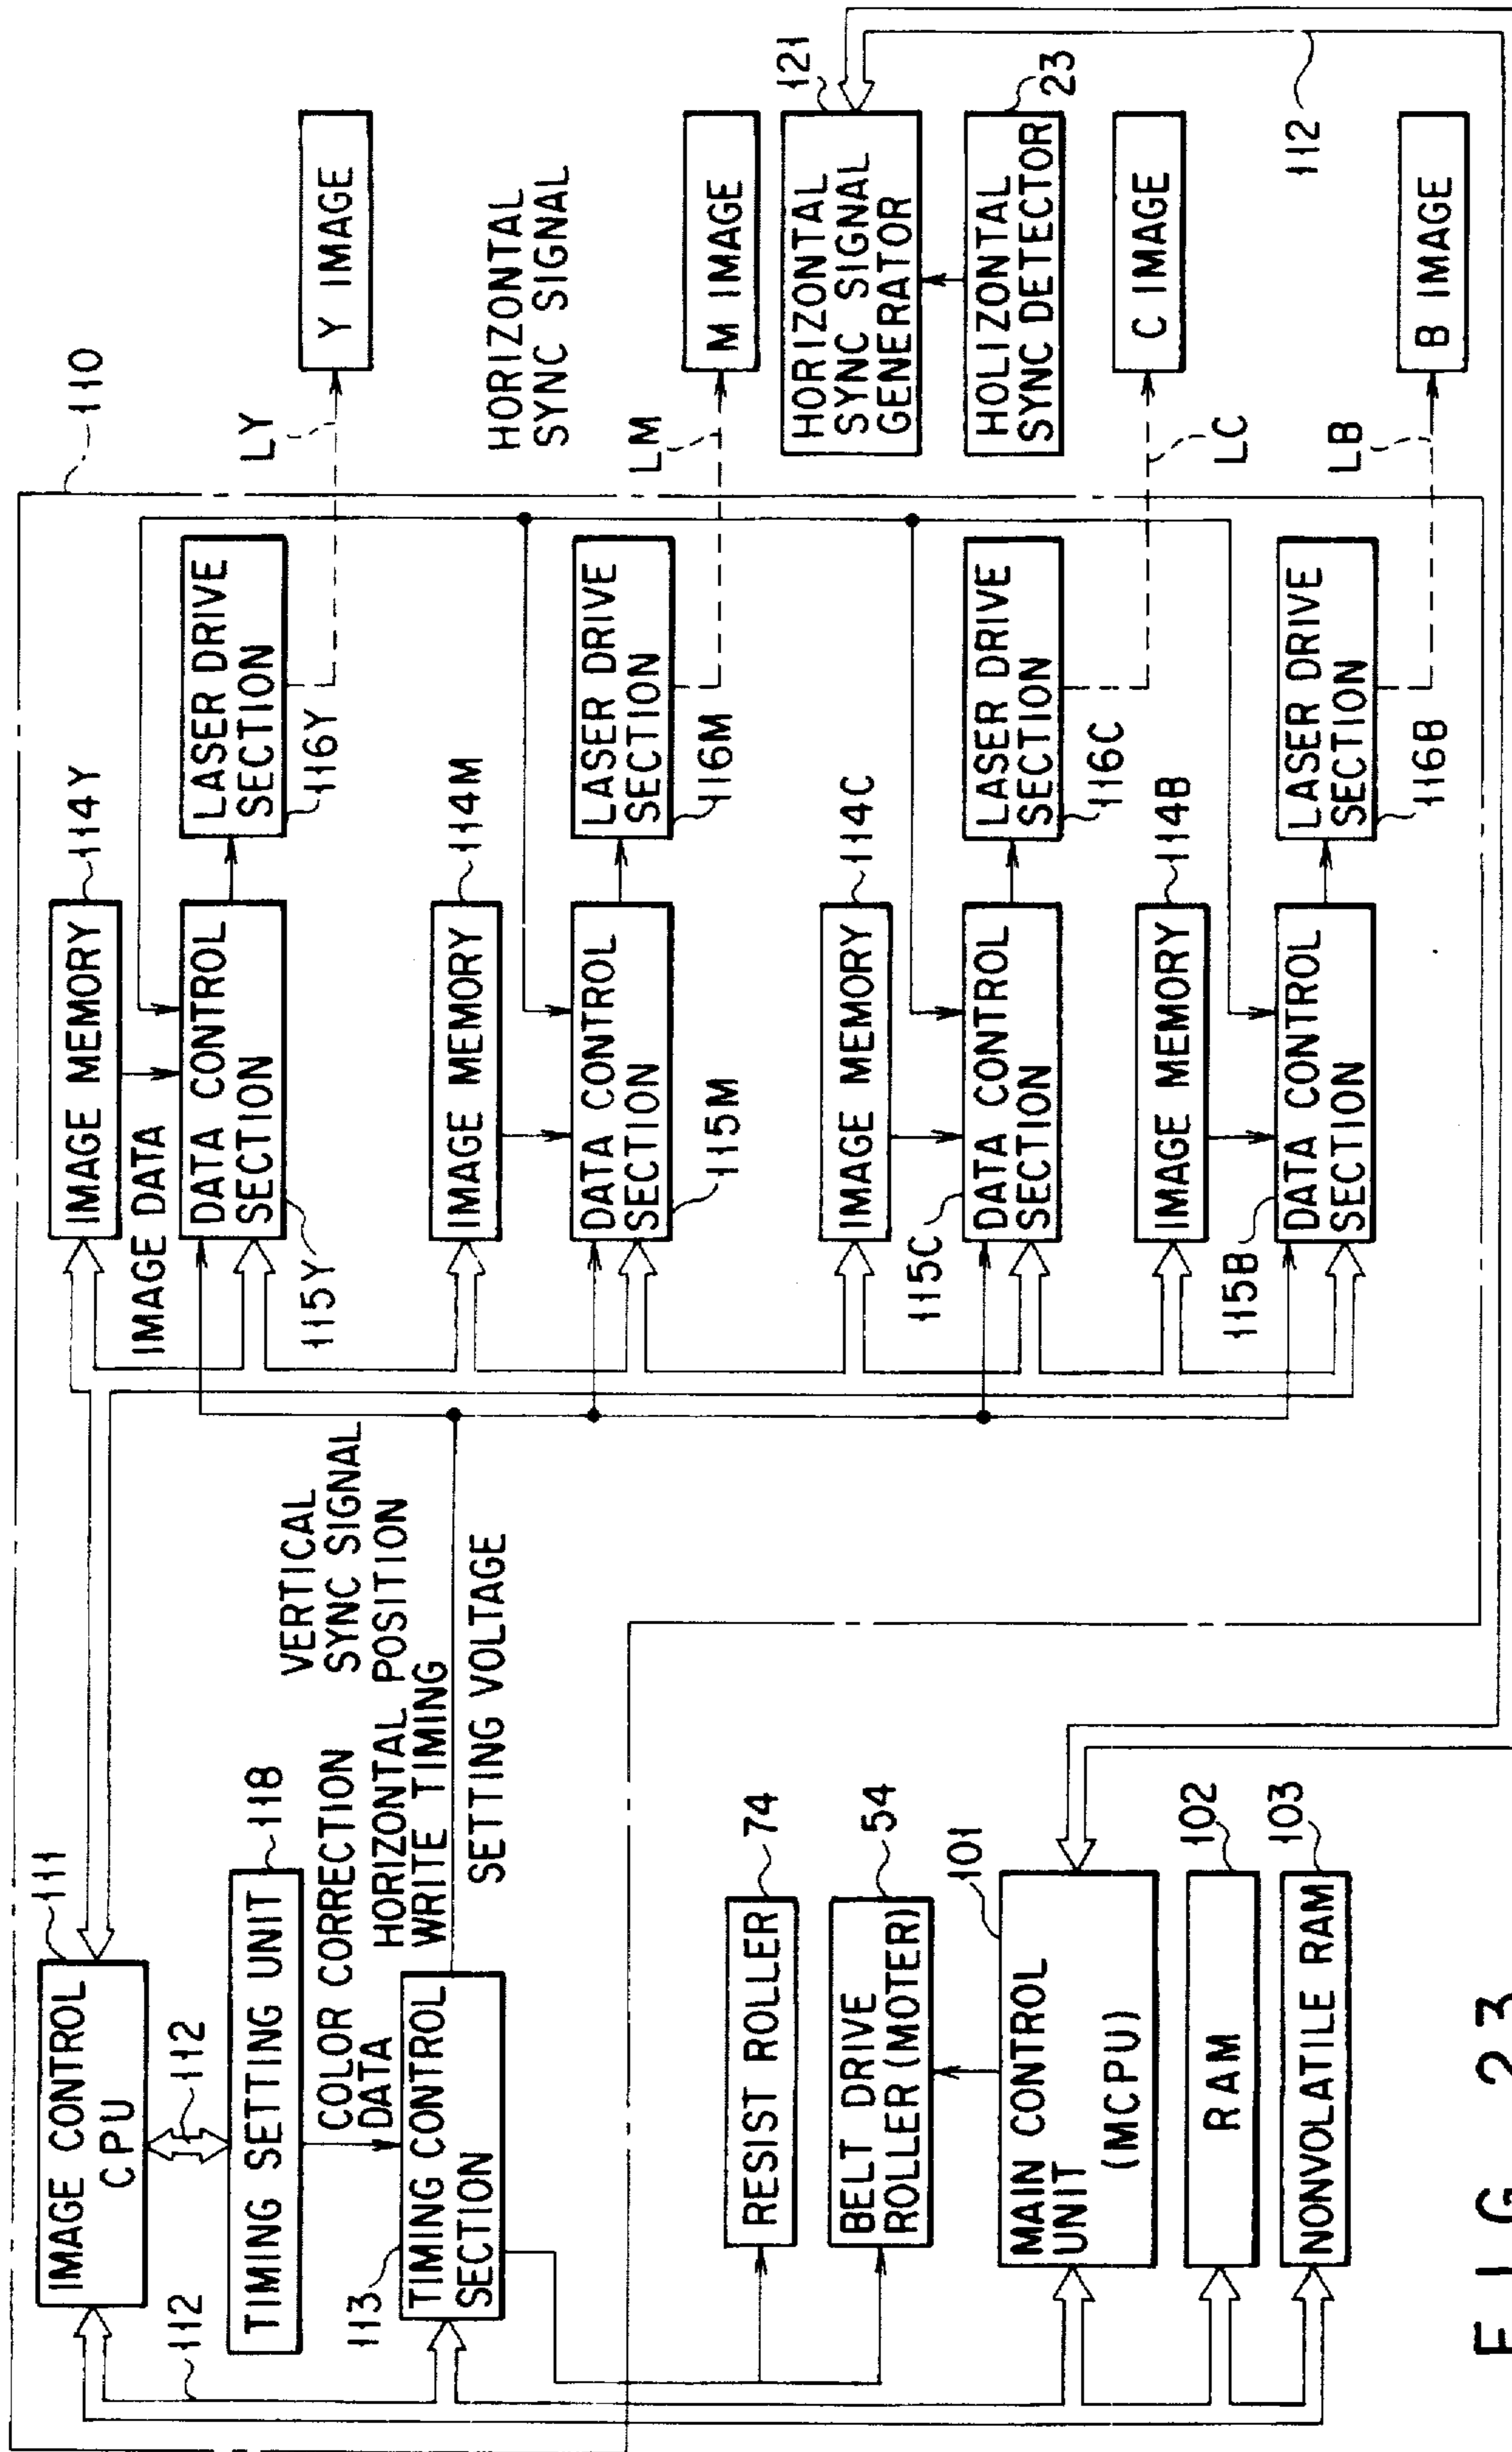 110
IMAGE CONTROL
CPU
111
112
112
TIMING SETTING UNIT
118
COLOR CORRECTION
DATA
TIMING CONTROL
SECTION
113
VERTICAL
SYNC SIGNAL
HORIZONTAL POSITION
WRITE TIMING
SETTING VOLTAGE
IMAGE MEMORY
114Y
IMAGE DATA
DATA CONTROL
SECTION
115Y
LASER DRIVE
SECTION
116Y
LY
Y IMAGE
HORIZONTAL
SYNC SIGNAL
IMAGE MEMORY
114M
DATA CONTROL
SECTION
115M
LASER DRIVE
SECTION
116M
LM
M IMAGE
HORIZONTAL
SYNC SIGNAL
GENERATOR
121
HOLIZONTAL
SYNC DETECTOR
23
IMAGE MEMORY
114C
DATA CONTROL
SECTION
115C
LASER DRIVE
SECTION
116C
LC
C IMAGE
IMAGE MEMORY
114B
DATA CONTROL
SECTION
115B
LASER DRIVE
SECTION
116B
LB
B IMAGE
112
RESIST ROLLER
74
BELT DRIVE
ROLLER (MOTER)
54
MAIN CONTROL
UNIT
(MCPU)
101
RAM
102
NONVOLATILE RAM
103
FIG. 23